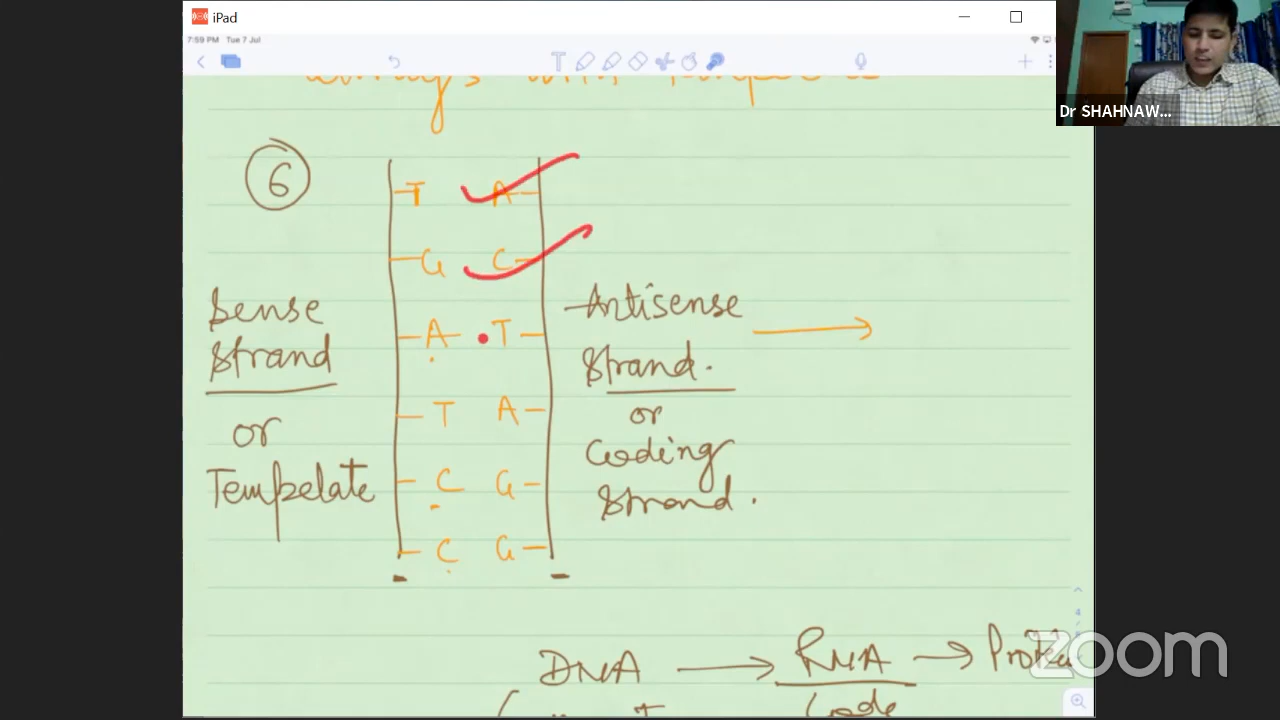 iPad
7:59 PM Tue 7 Jul
Dr SHAHNAW...
6
T A
G C
A T
T A
C G
C G
Sense
Strand
or
Tempelate
Antisense
Strand.
or
Coding
Strand.
DNA → RNA → Protei
Code
zoom